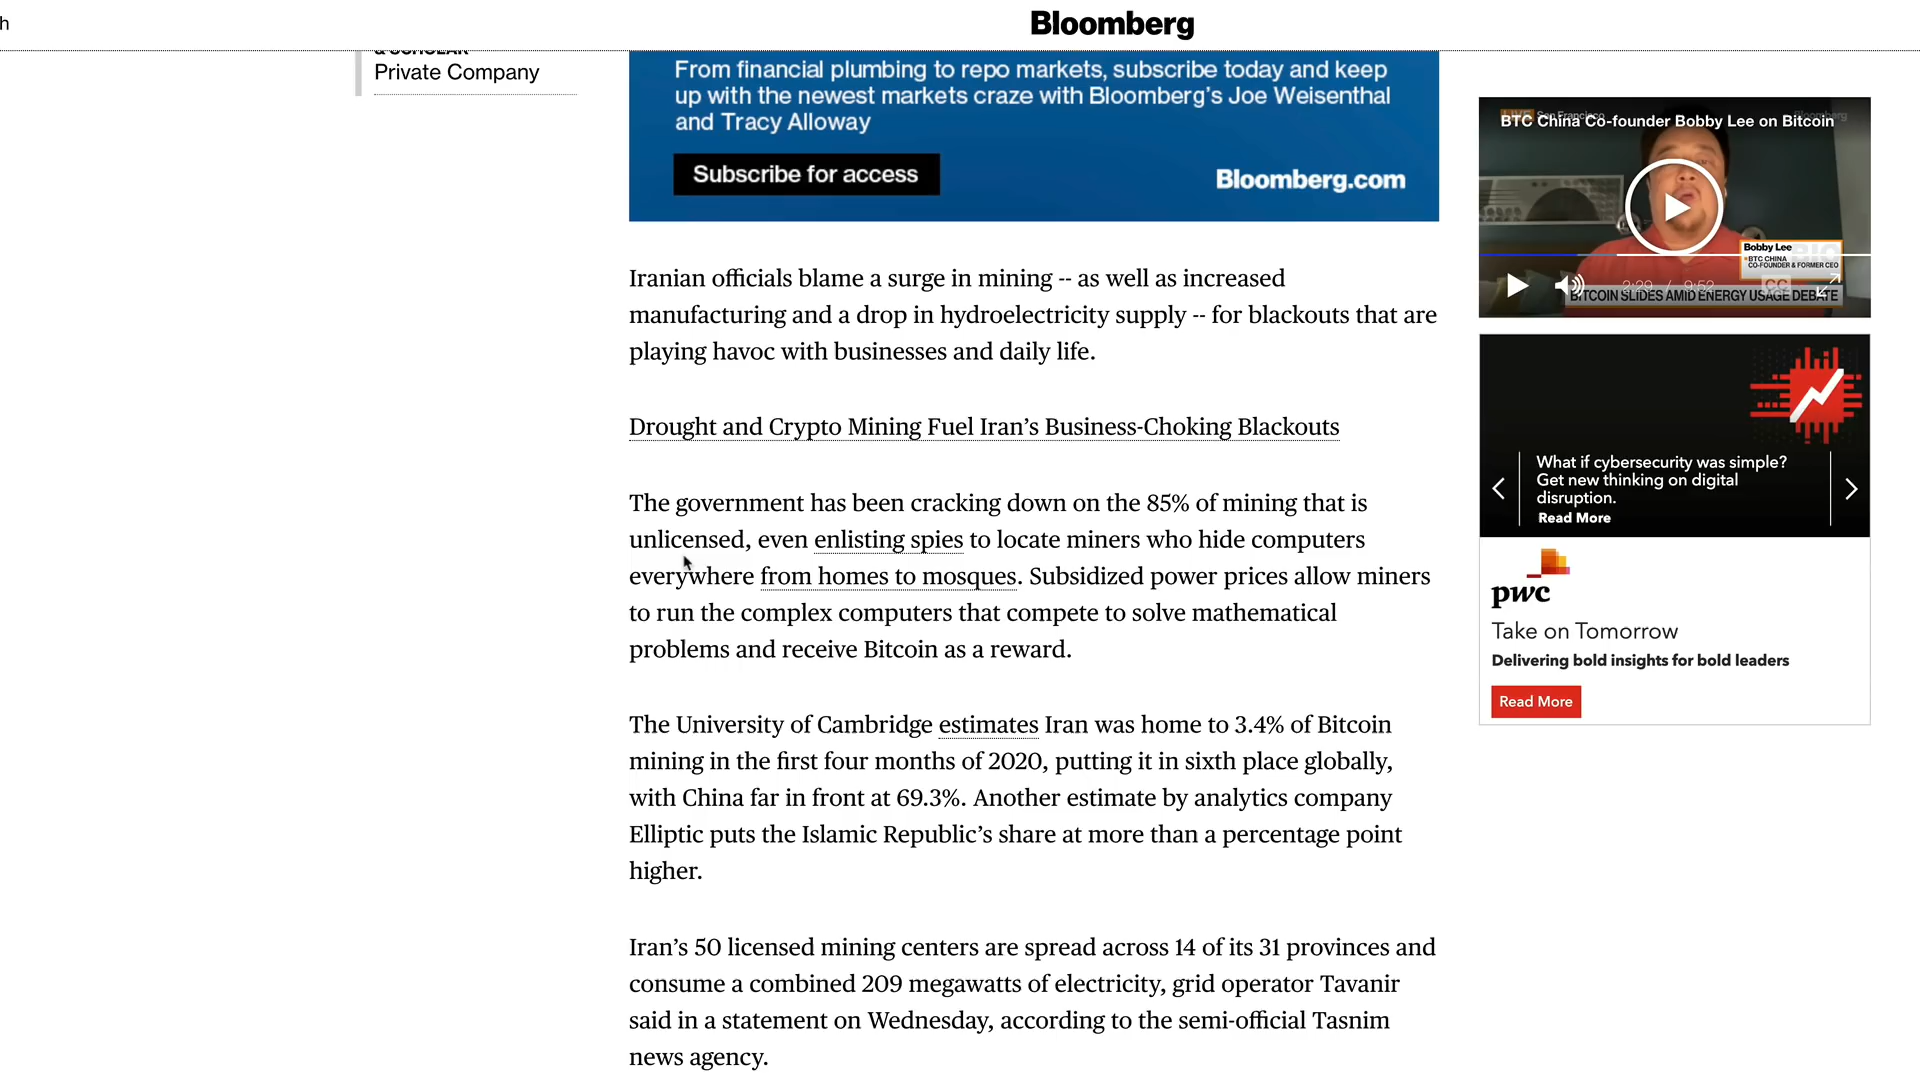 h
Bloomberg
& SCHOLAR
Private Company
From financial plumbing to repo markets, subscribe today and keep
up with the newest markets craze with Bloomberg's Joe Weisenthal
and Tracy Alloway
Subscribe for access
Bloomberg.com
Iranian officials blame a surge in mining -- as well as increased
manufacturing and a drop in hydroelectricity supply -- for blackouts that are
playing havoc with businesses and daily life.
Drought and Crypto Mining Fuel Iran’s Business-Choking Blackouts
The government has been cracking down on the 85% of mining that is
unlicensed, even enlisting spies to locate miners who hide computers
everywhere from homes to mosques. Subsidized power prices allow miners
to run the complex computers that compete to solve mathematical
problems and receive Bitcoin as a reward.
The University of Cambridge estimates Iran was home to 3.4% of Bitcoin
mining in the first four months of 2020, putting it in sixth place globally,
with China far in front at 69.3%. Another estimate by analytics company
Elliptic puts the Islamic Republic’s share at more than a percentage point
higher.
Iran’s 50 licensed mining centers are spread across 14 of its 31 provinces and
consume a combined 209 megawatts of electricity, grid operator Tavanir
said in a statement on Wednesday, according to the semi-official Tasnim
news agency.
LIVE San Francisco Bloomberg
BTC China Co-founder Bobby Lee on Bitcoin
Bobby Lee
BTC CHINA
CO-FOUNDER & FORMER CEO
2:29 / 9:52 CC
BITCOIN SLIDES AMID ENERGY USAGE DEBATE
What if cybersecurity was simple?
Get new thinking on digital
disruption.
Read More
pwc
Take on Tomorrow
Delivering bold insights for bold leaders
Read More